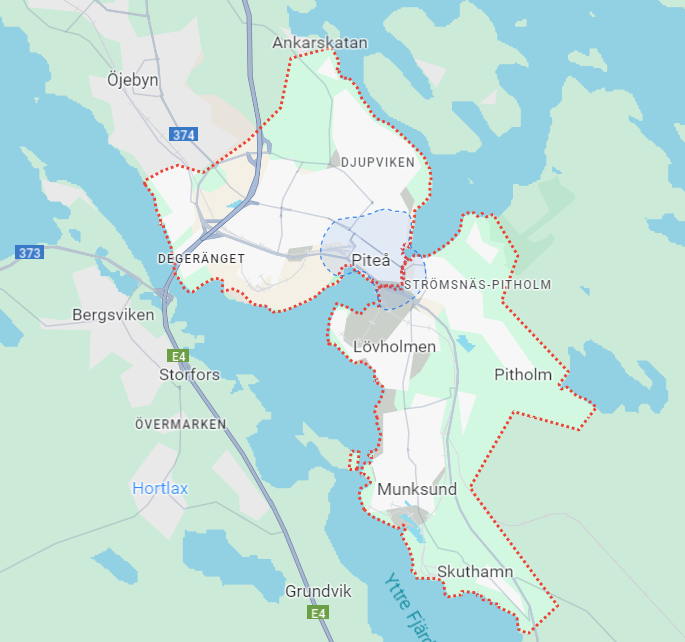 Ankarskatan
Öjebyn
374
DJUPVIKEN
373
DEGERÄNGET
Piteå
STRÖMSNÄS-PITHOLM
Bergsviken
Lövholmen
E4
Storfors
Pitholm
ÖVERMARKEN
Hortlax
Munksund
Skuthamn
Grundvik
E4
Yttre Fjärd